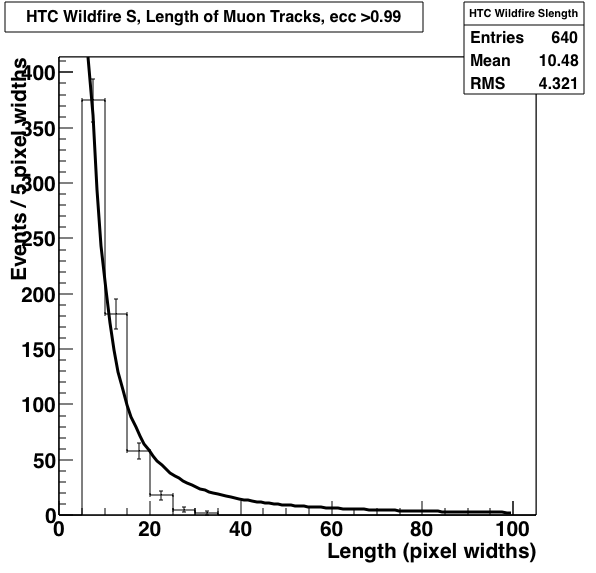 HTC Wildfire S, Length of Muon Tracks, ecc >0.99
HTC Wildfire Slength
Entries 640
Mean 10.48
RMS 4.321
Events / 5 pixel widths
400
350
300
250
200
150
100
50
0
0 20 40 60 80 100
Length (pixel widths)